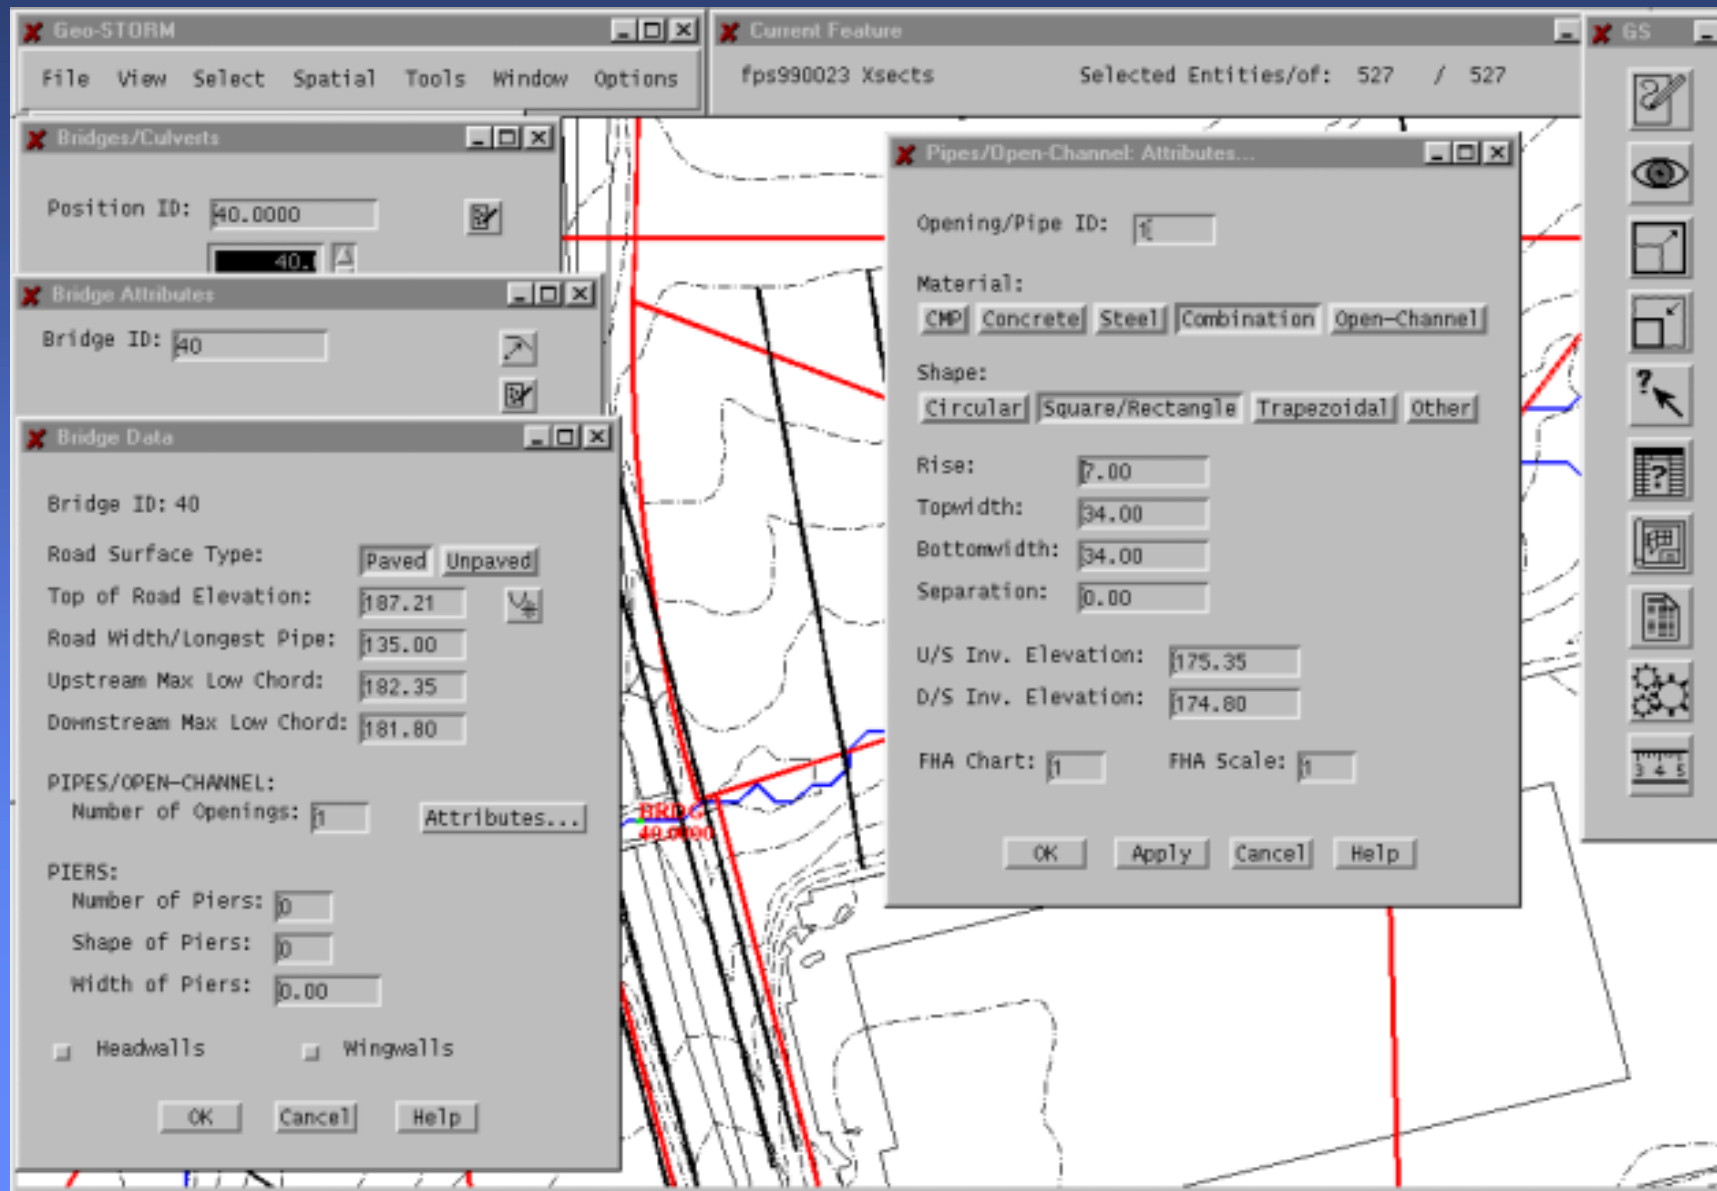 Geo-STORM
File View Select Spatial Tools Window Options
Current Feature
fps990023 Xsects Selected Entities/of: 527 / 527
GS
Bridges/Culverts
Position ID: 40.0000
40.
Bridge Attributes
Bridge ID: 40
Bridge Data
Bridge ID: 40
Road Surface Type: Paved Unpaved
Top of Road Elevation: 187.21
Road Width/Longest Pipe: 135.00
Upstream Max Low Chord: 182.35
Downstream Max Low Chord: 181.80
PIPES/OPEN-CHANNEL:
Number of Openings: 1 Attributes...
PIERS:
Number of Piers: 0
Shape of Piers: 0
Width of Piers: 0.00
Headwalls Wingwalls
OK Cancel Help
BRDG
40.0000
Pipes/Open-Channel: Attributes...
Opening/Pipe ID: 1
Material:
CMP Concrete Steel Combination Open-Channel
Shape:
Circular Square/Rectangle Trapezoidal Other
Rise: 7.00
Topwidth: 34.00
Bottomwidth: 34.00
Separation: 0.00
U/S Inv. Elevation: 175.35
D/S Inv. Elevation: 174.80
FHA Chart: 1 FHA Scale: 1
OK Apply Cancel Help
?
?
3 4 5